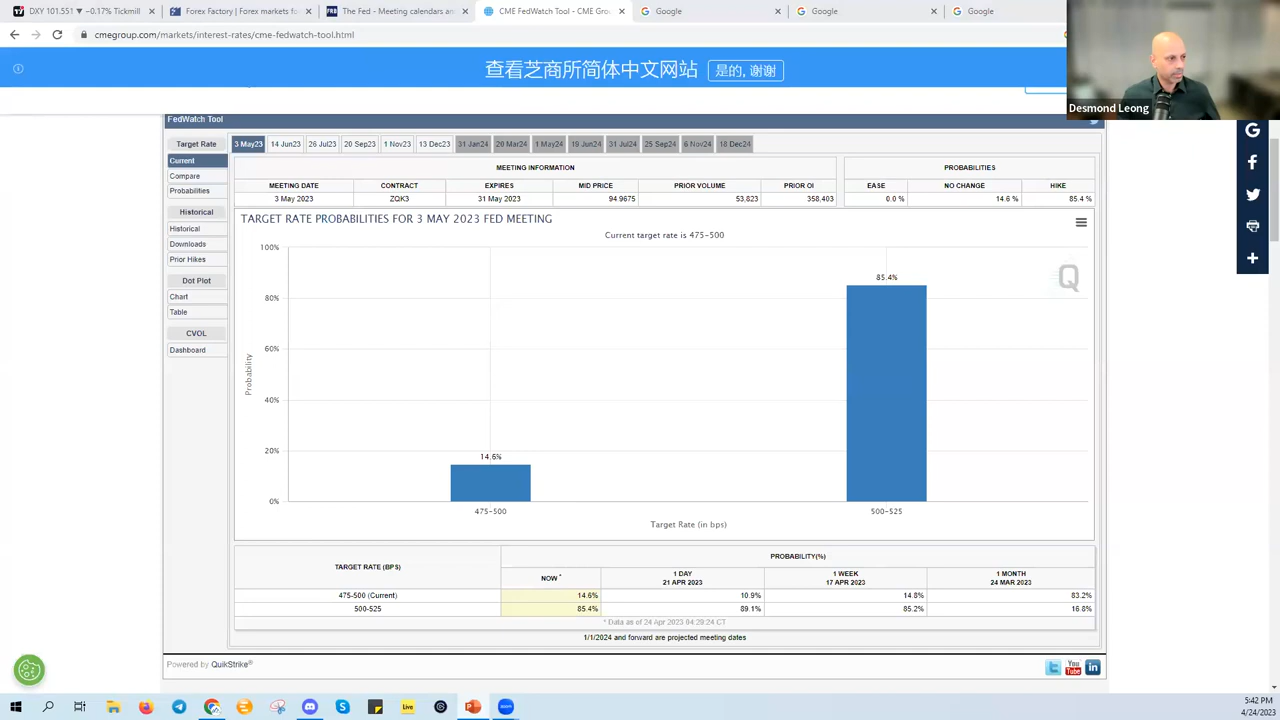 DXY 101.551 ▼ −0.17% Tickmill
Forex Factory | Forex markets fo
The Fed - Meeting calendars an
CME FedWatch Tool - CME Gro
Google
Google
Google
cmegroup.com/markets/interest-rates/cme-fedwatch-tool.html
查看芝商所简体中文网站 是的, 谢谢
Desmond Leong
FedWatch Tool
Target Rate
Current
Compare
Probabilities
Historical
Historical
Downloads
Prior Hikes
Dot Plot
Chart
Table
CVOL
Dashboard
3 May23 14 Jun23 26 Jul23 20 Sep23 1 Nov23 13 Dec23 31 Jan24 20 Mar24 1 May24 19 Jun24 31 Jul24 25 Sep24 6 Nov24 18 Dec24
MEETING INFORMATION
MEETING DATE CONTRACT EXPIRES MID PRICE PRIOR VOLUME PRIOR OI
3 May 2023 ZQK3 31 May 2023 94.9675 53,823 358,403
PROBABILITIES
EASE NO CHANGE HIKE
0.0 % 14.6 % 85.4 %
TARGET RATE PROBABILITIES FOR 3 MAY 2023 FED MEETING
Current target rate is 475-500
100%
80%
60%
40%
20%
0%
Probability
14.6%
85.4%
Q
475-500 500-525
Target Rate (in bps)
TARGET RATE (BPS) PROBABILITY(%)
NOW * 1 DAY 21 APR 2023 1 WEEK 17 APR 2023 1 MONTH 24 MAR 2023
475-500 (Current) 14.6% 10.9% 14.8% 83.2%
500-525 85.4% 89.1% 85.2% 16.8%
* Data as of 24 Apr 2023 04:29:24 CT
1/1/2024 and forward are projected meeting dates
Powered by QuikStrike®
You Tube
in
Live
5:42 PM
4/24/2023